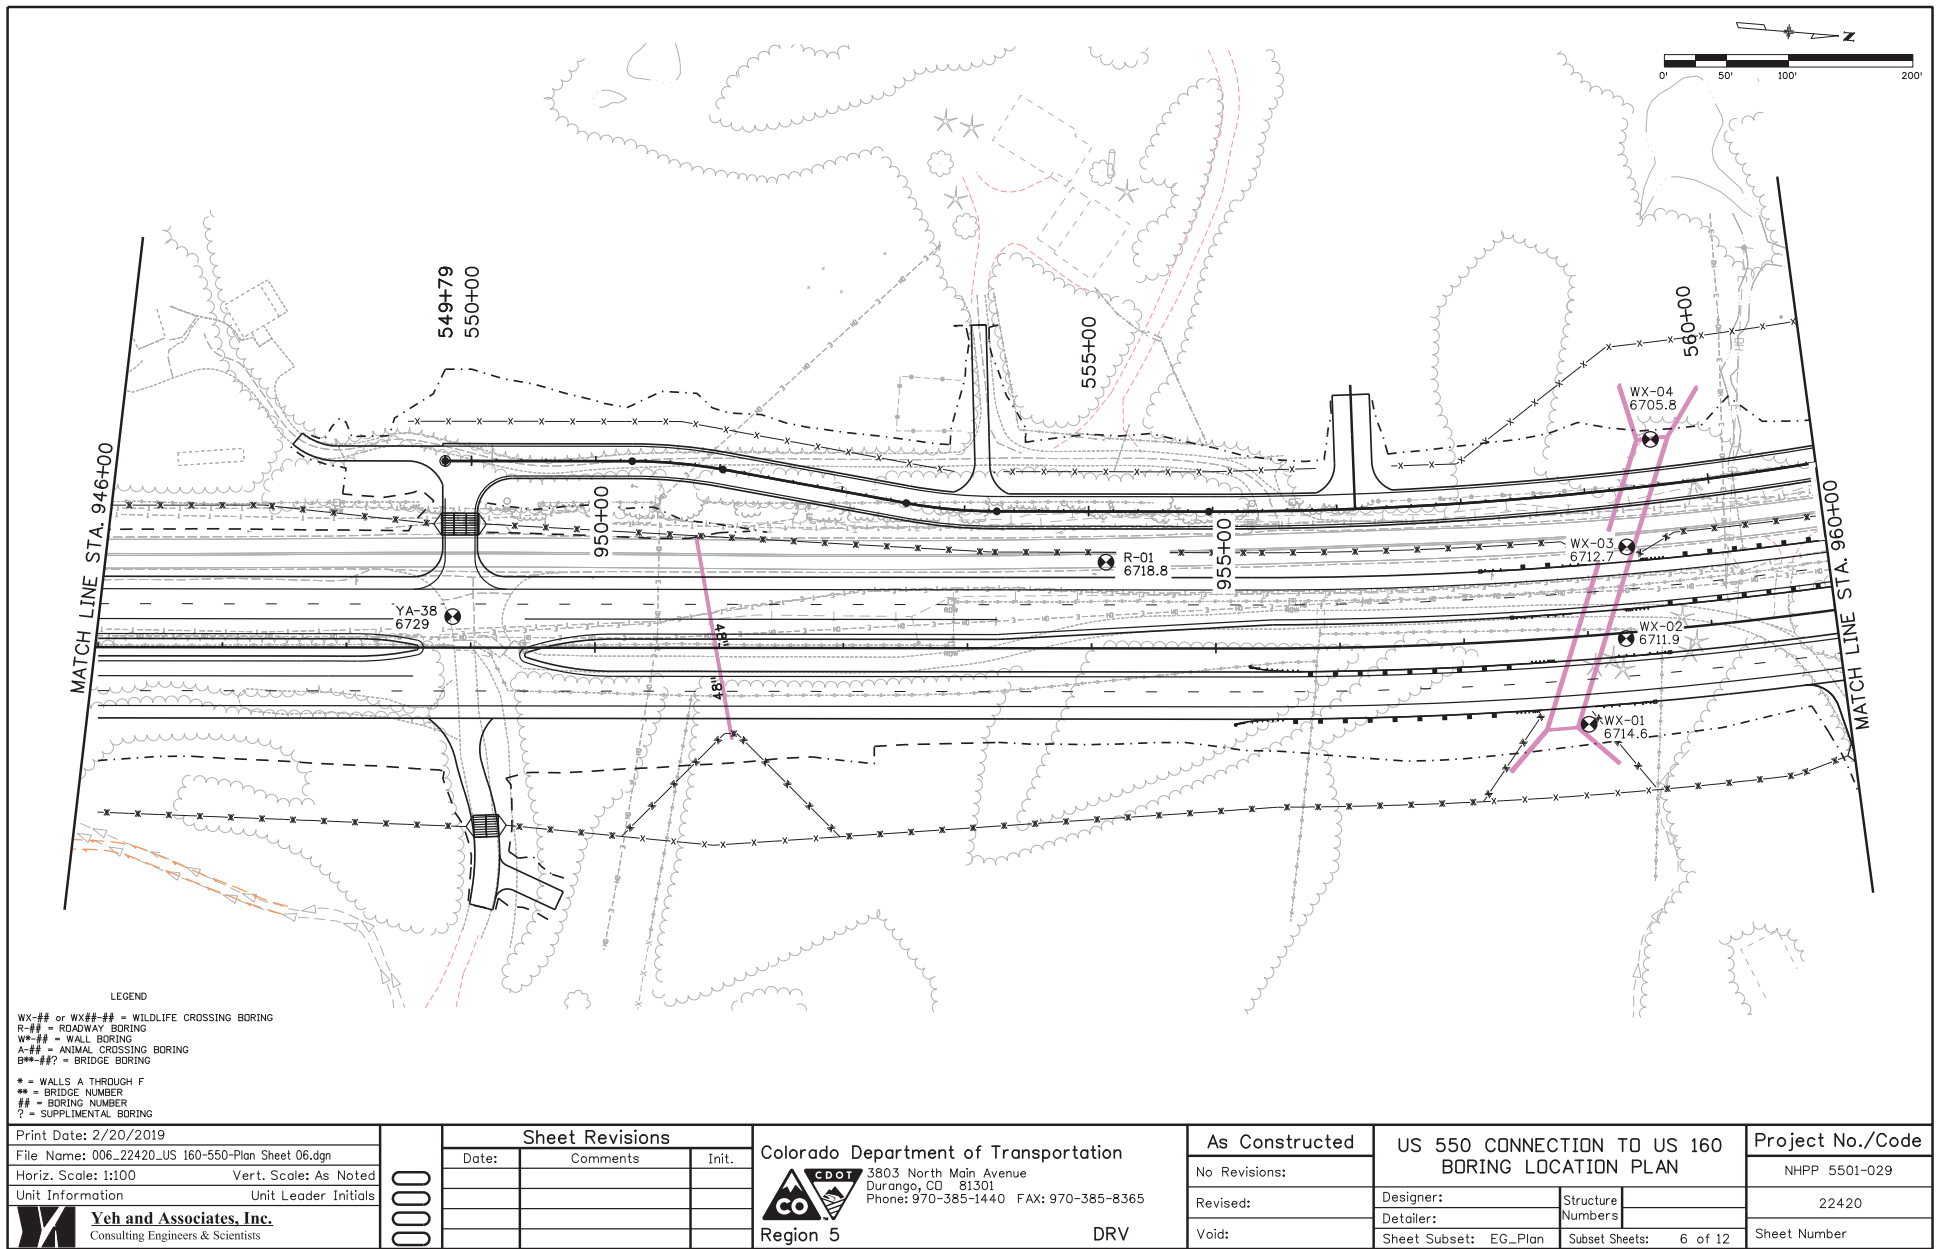 N
0' 50' 100' 200'
549+79
550+00
555+00
560+00
950+00
955+00
MATCH LINE STA. 946+00
MATCH LINE STA. 960+00
WX-04
6705.8
WX-03
6712.7
WX-02
6711.9
WX-01
6714.6
R-01
6718.8
YA-38
6729
48"
48"
ROW
ROW
ROW
ROW
LEGEND
WX-## or WX##-## = WILDLIFE CROSSING BORING
R-## = ROADWAY BORING
W*-## = WALL BORING
A-## = ANIMAL CROSSING BORING
B**-##? = BRIDGE BORING
* = WALLS A THROUGH F
** = BRIDGE NUMBER
## = BORING NUMBER
? = SUPPLIMENTAL BORING
Print Date: 2/20/2019
File Name: 006_22420_US 160-550-Plan Sheet 06.dgn
Horiz. Scale: 1:100 Vert. Scale: As Noted
Unit Information Unit Leader Initials
Yeh and Associates, Inc.
Consulting Engineers & Scientists
Sheet Revisions
Date: Comments Init.
Colorado Department of Transportation
CDOT
CO
TM
3803 North Main Avenue
Durango, CO 81301
Phone: 970-385-1440 FAX: 970-385-8365
Region 5 DRV
As Constructed
No Revisions:
Revised:
Void:
US 550 CONNECTION TO US 160
BORING LOCATION PLAN
Designer:
Detailer:
Structure
Numbers
Sheet Subset: EG_Plan
Subset Sheets: 6 of 12
Project No./Code
NHPP 5501-029
22420
Sheet Number